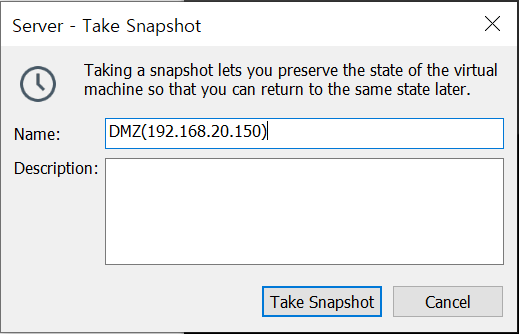 Server - Take Snapshot
Taking a snapshot lets you preserve the state of the virtual
machine so that you can return to the same state later.
Name:
DMZ(192.168.20.150)
Description:
Take Snapshot
Cancel